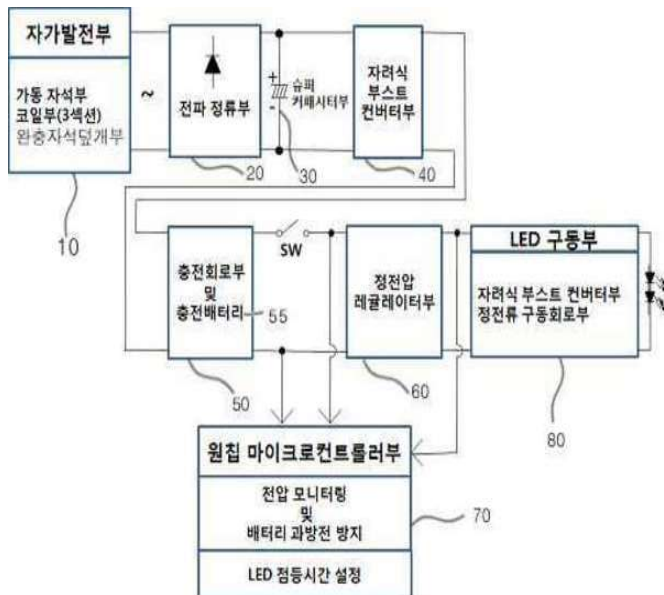 자가발전부
가동 자석부
코일부(3섹션)
완충자석덮개부
~
10
전파 정류부
20
+
슈퍼
커패시터부
-
30
자려식
부스트
컨버터부
40
충전회로부
및
충전배터리
55
50
SW
정전압
레귤레이터부
60
LED 구동부
자려식 부스트 컨버터부
정전류 구동회로부
80
원칩 마이크로컨트롤러부
전압 모니터링
및
배터리 과방전 방지
LED 점등시간 설정
70